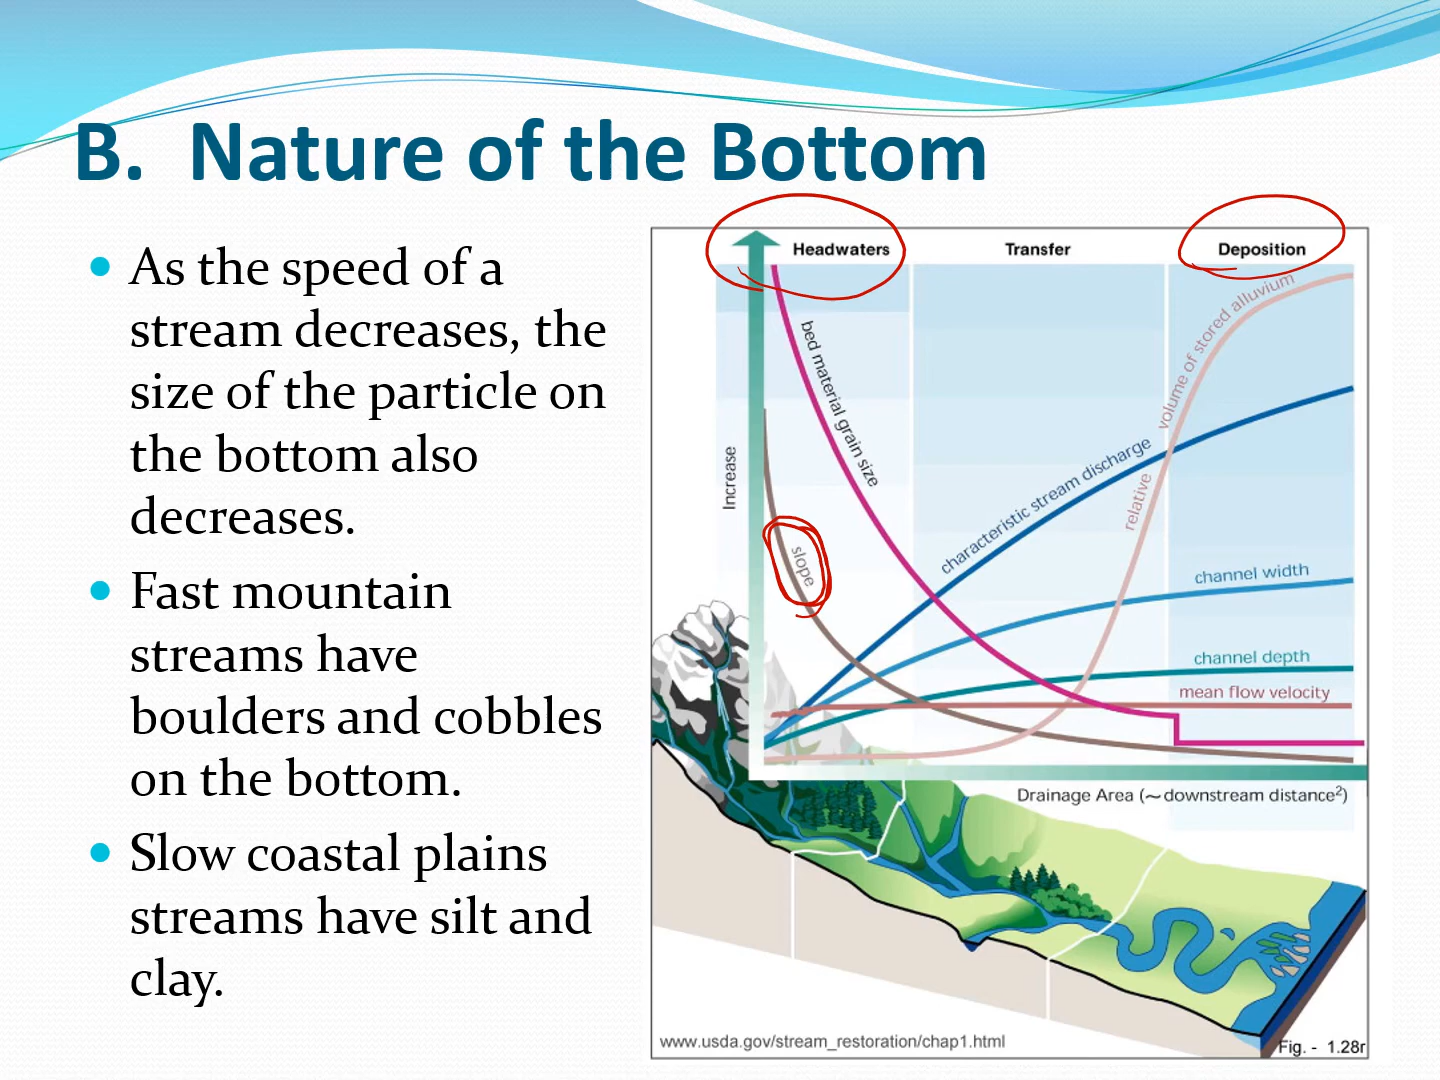 B. Nature of the Bottom
As the speed of a
stream decreases, the
size of the particle on
the bottom also
decreases.
Fast mountain
streams have
boulders and cobbles
on the bottom.
Slow coastal plains
streams have silt and
clay.
Headwaters
Transfer
Deposition
Increase
bed material grain size
slope
characteristic stream discharge
relative volume of stored alluvium
channel width
channel depth
mean flow velocity
Drainage Area (~downstream distance²)
www.usda.gov/stream_restoration/chap1.html
Fig. - 1.28r